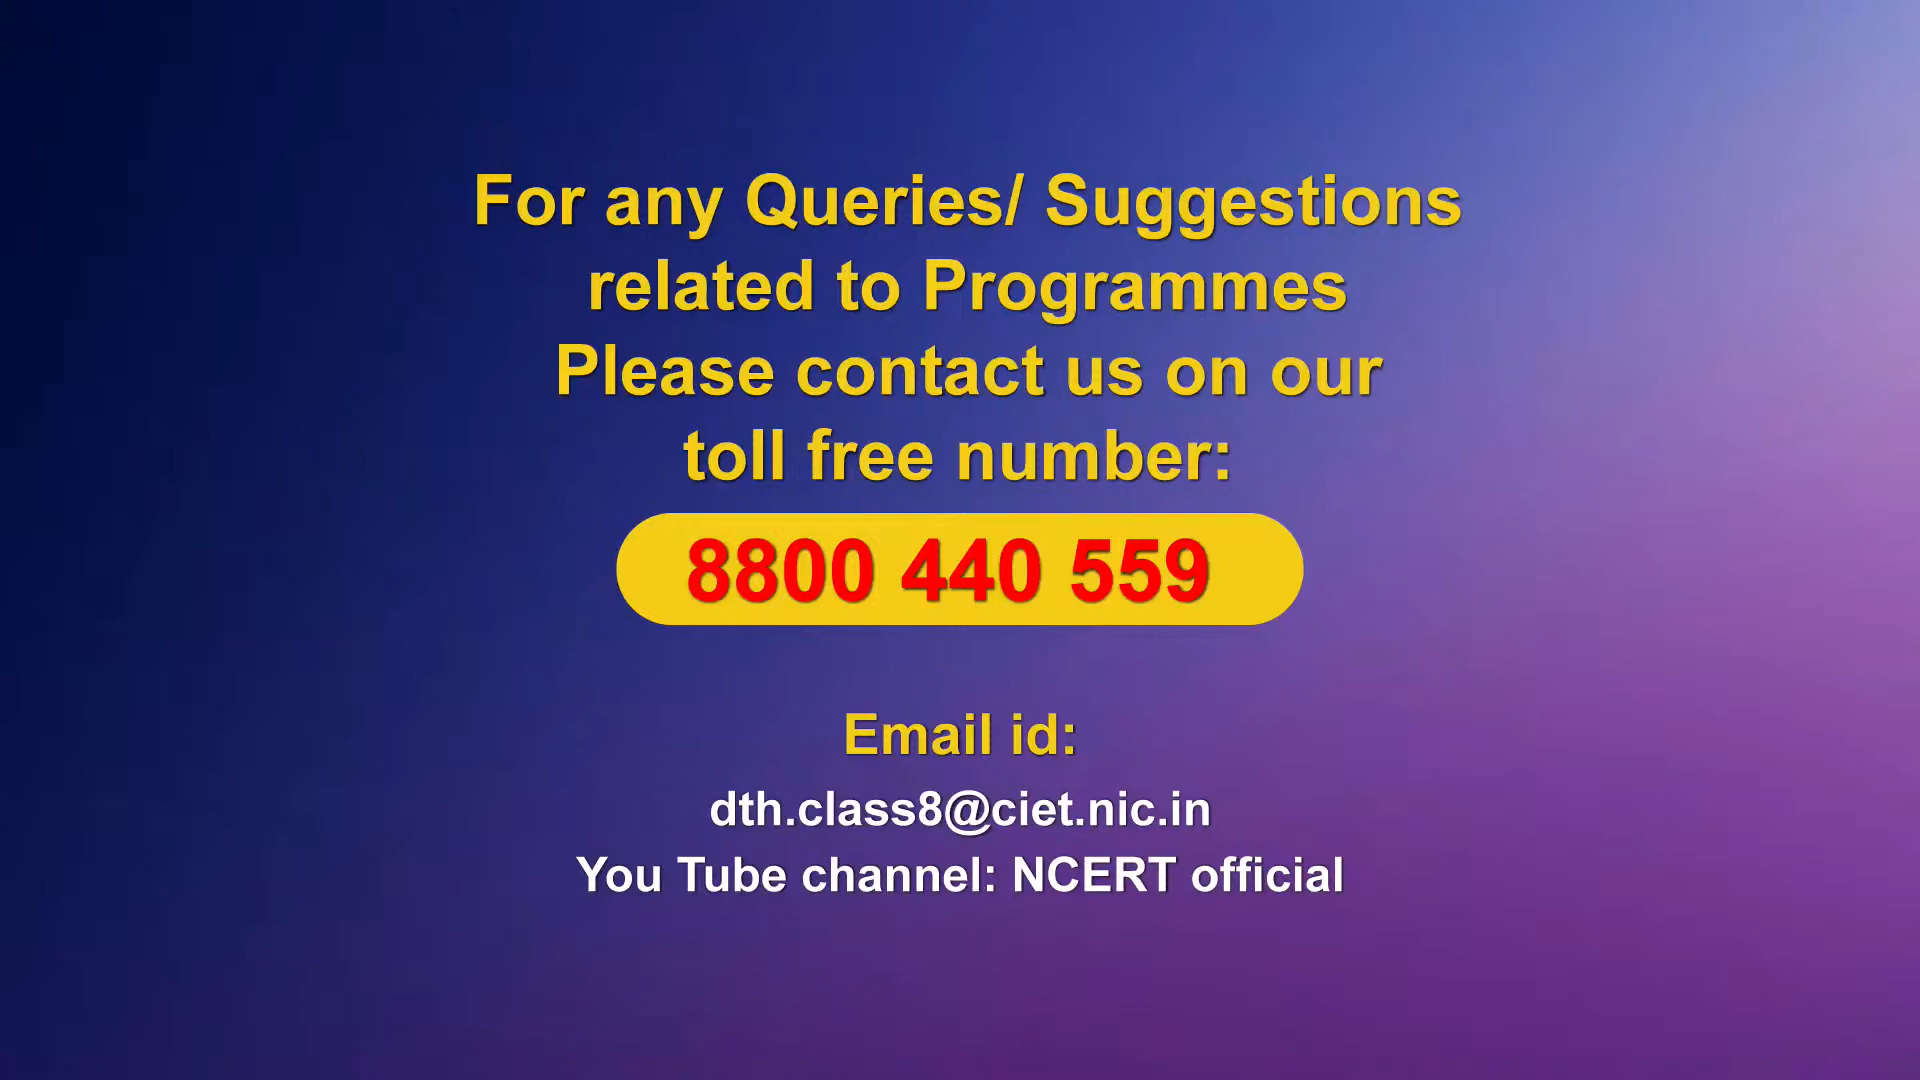 For any Queries/ Suggestions
related to Programmes
Please contact us on our
toll free number:
8800 440 559
Email id:
dth.class8@ciet.nic.in
You Tube channel: NCERT official